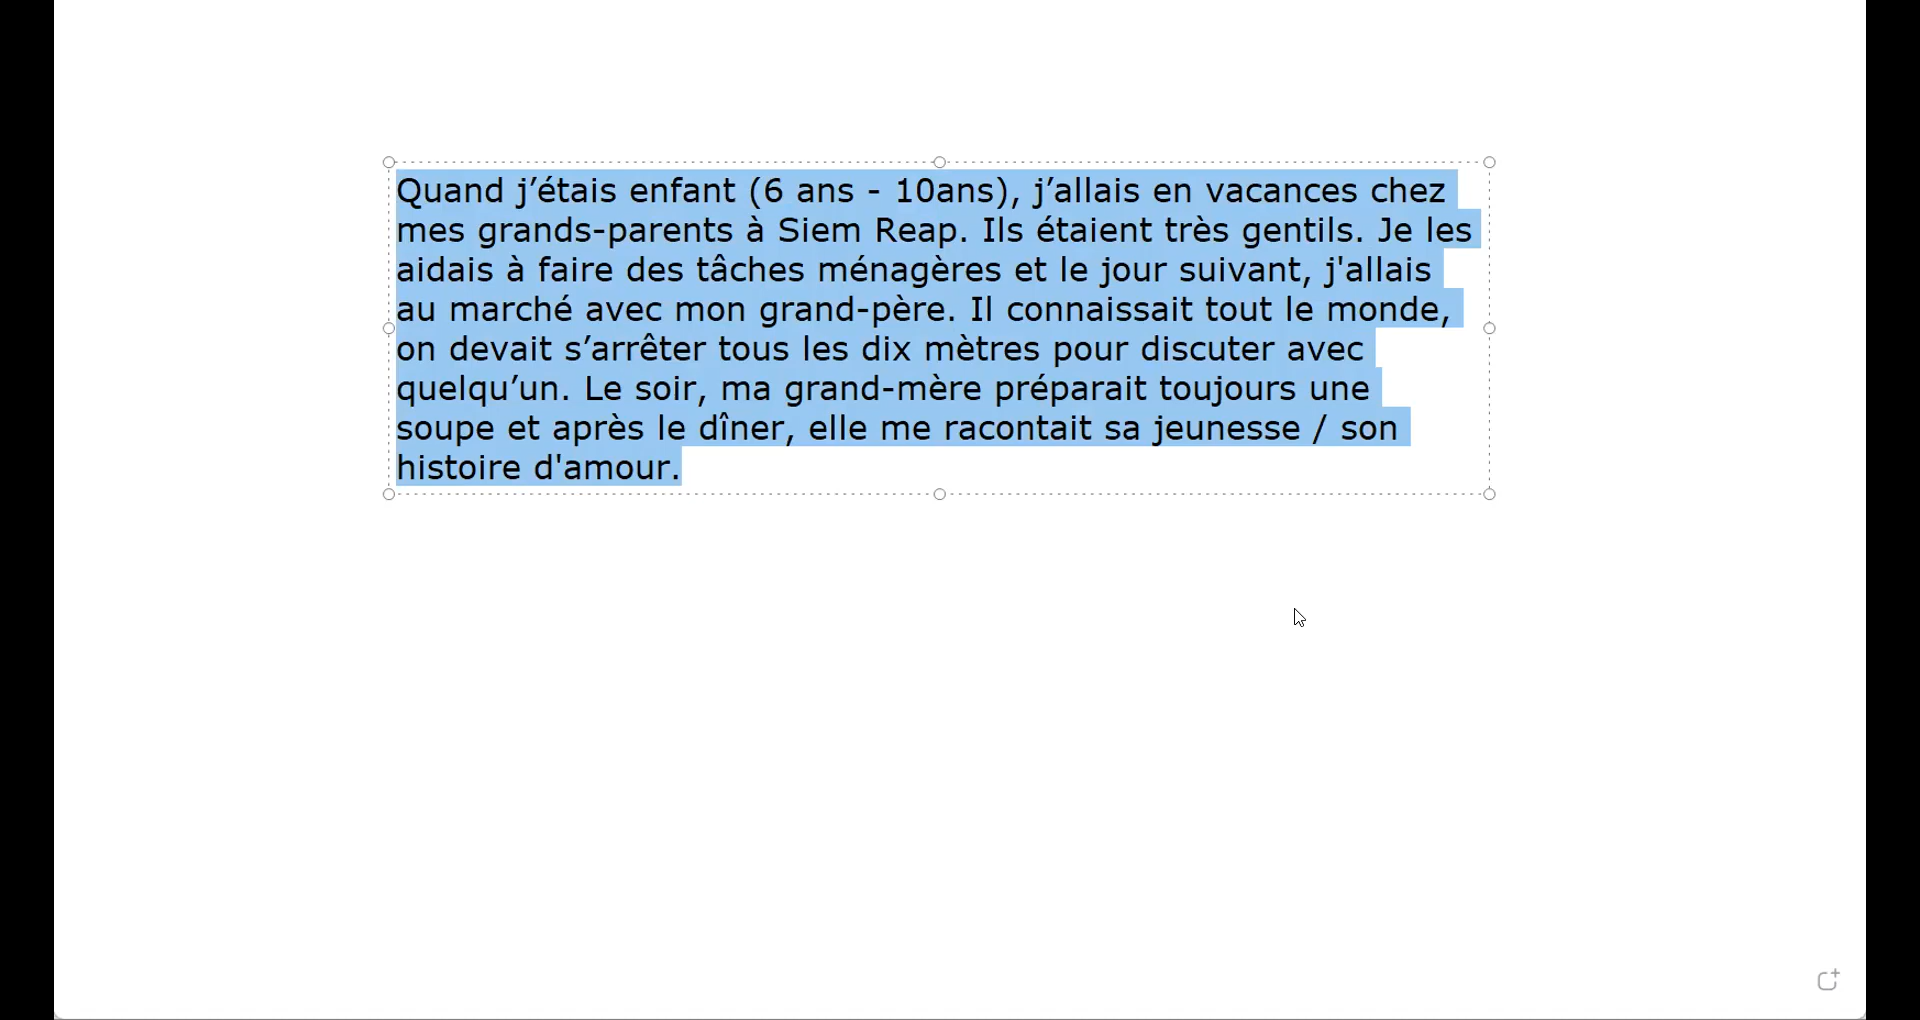 Quand j’étais enfant (6 ans - 10ans), j’allais en vacances chez
mes grands-parents à Siem Reap. Ils étaient très gentils. Je les
aidais à faire des tâches ménagères et le jour suivant, j'allais
au marché avec mon grand-père. Il connaissait tout le monde,
on devait s’arrêter tous les dix mètres pour discuter avec
quelqu’un. Le soir, ma grand-mère préparait toujours une
soupe et après le dîner, elle me racontait sa jeunesse / son
histoire d'amour.